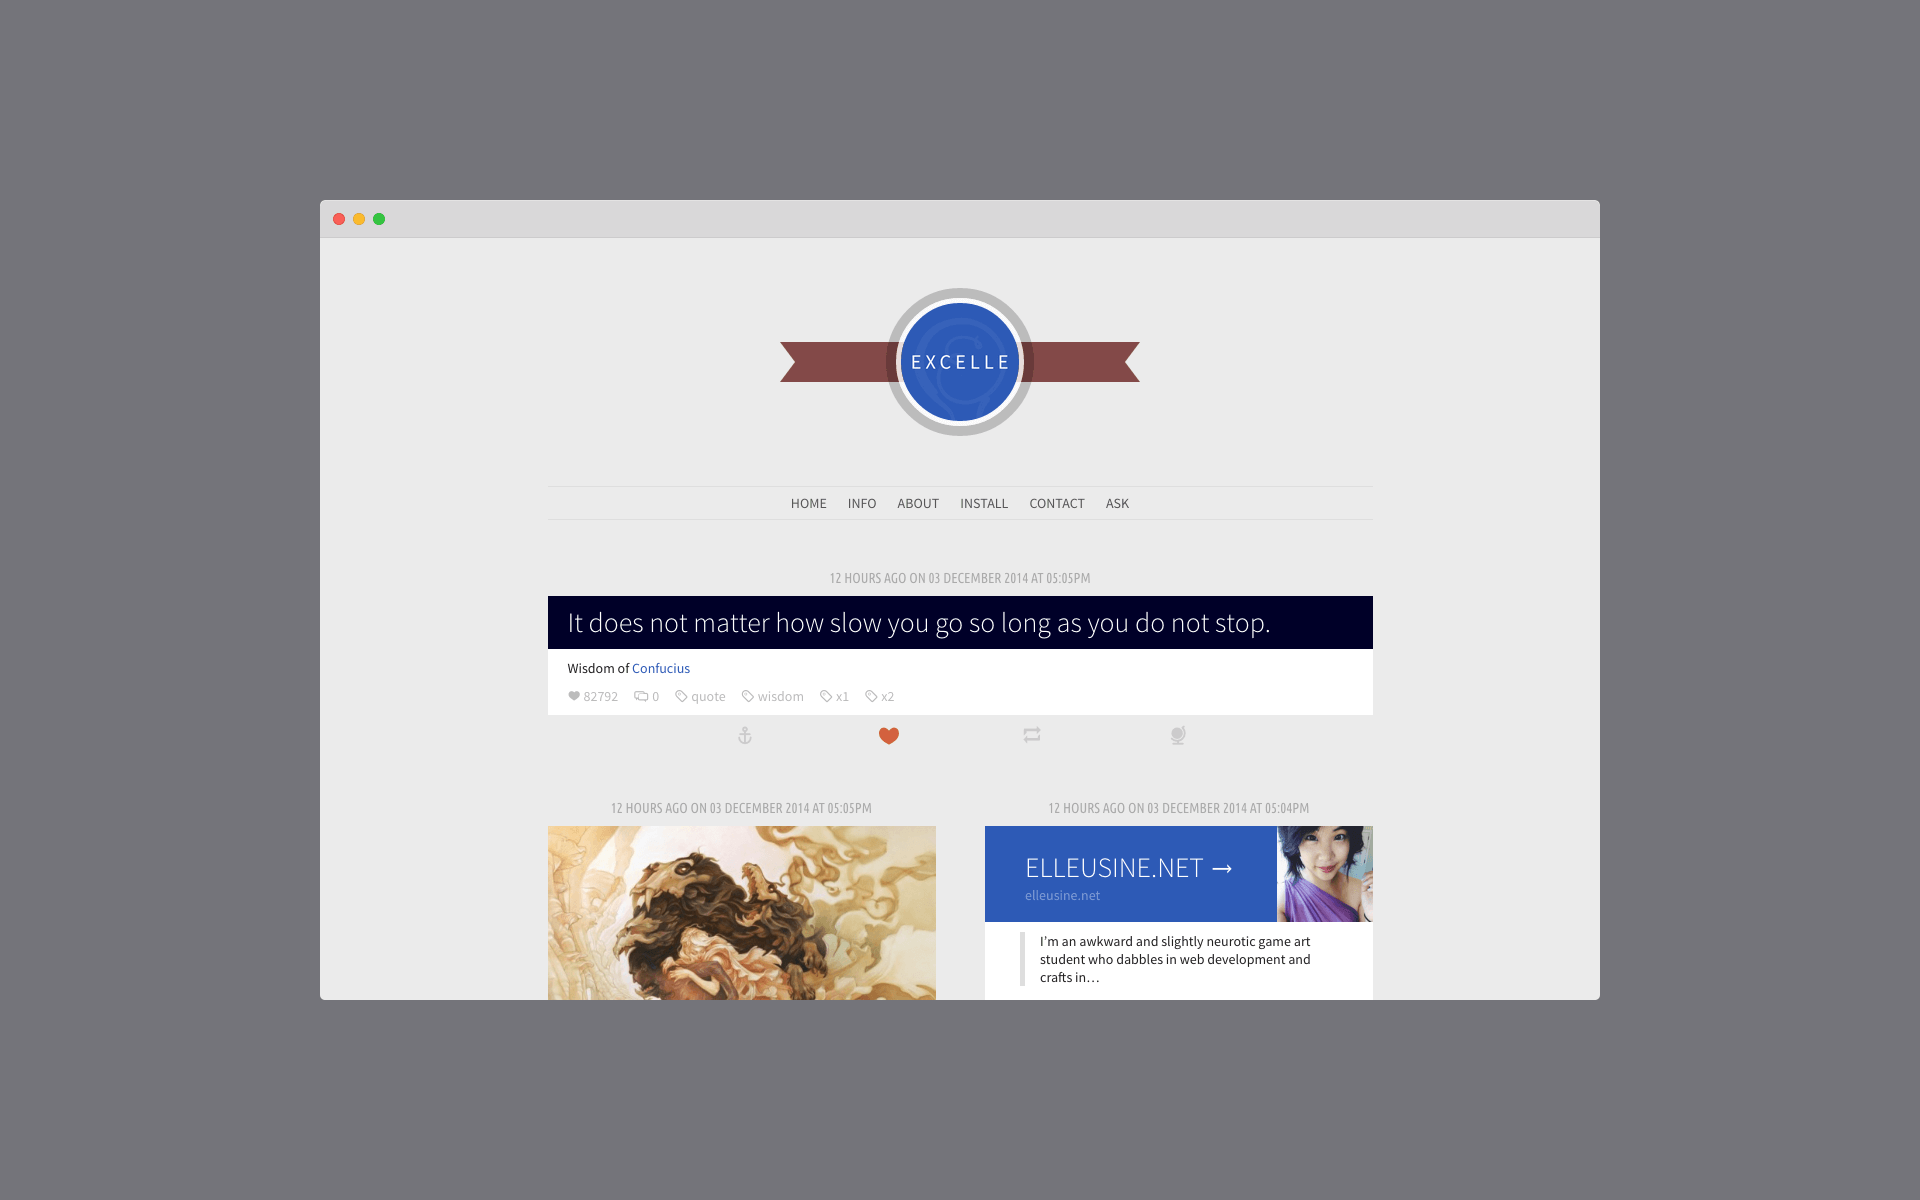 EXCELLE
HOME INFO ABOUT INSTALL CONTACT ASK
12 HOURS AGO ON 03 DECEMBER 2014 AT 05:05PM
It does not matter how slow you go so long as you do not stop.
Wisdom of Confucius
82792 0 quote wisdom x1 x2
12 HOURS AGO ON 03 DECEMBER 2014 AT 05:05PM
12 HOURS AGO ON 03 DECEMBER 2014 AT 05:04PM
ELLEUSINE.NET →
elleusine.net
I'm an awkward and slightly neurotic game art
student who dabbles in web development and
crafts in…